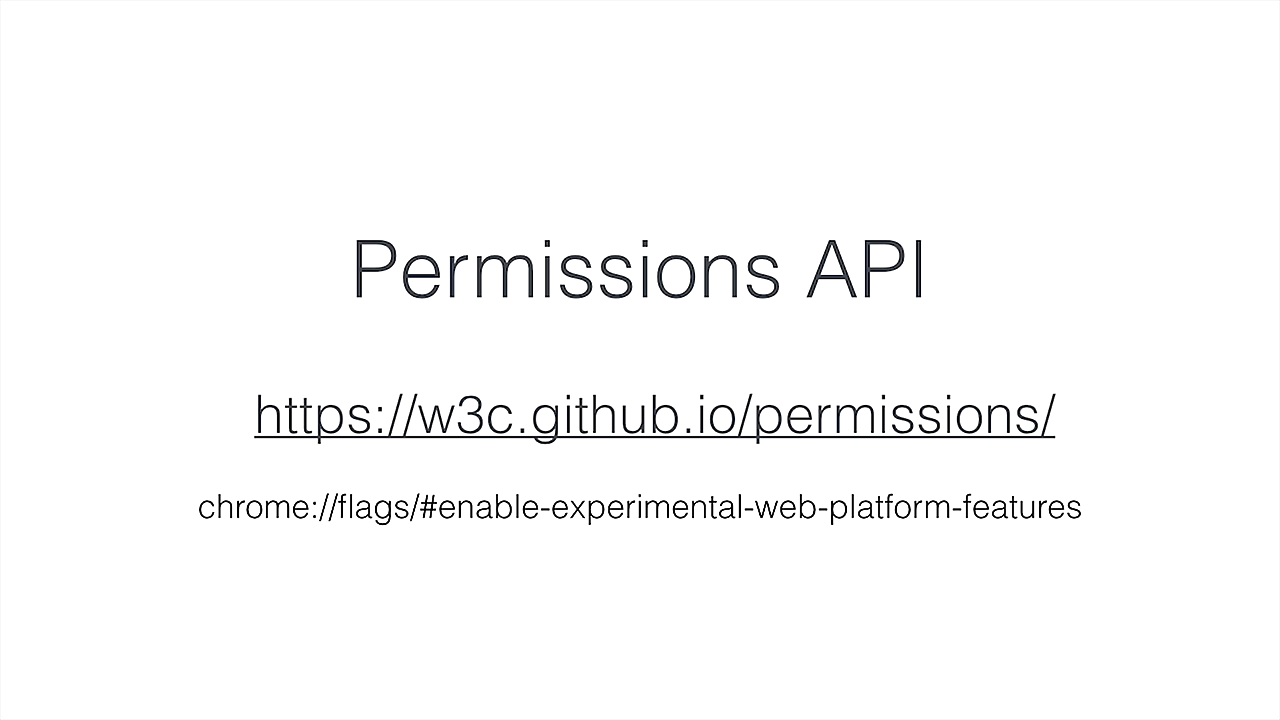 Permissions API
https://w3c.github.io/permissions/
chrome://flags/#enable-experimental-web-platform-features